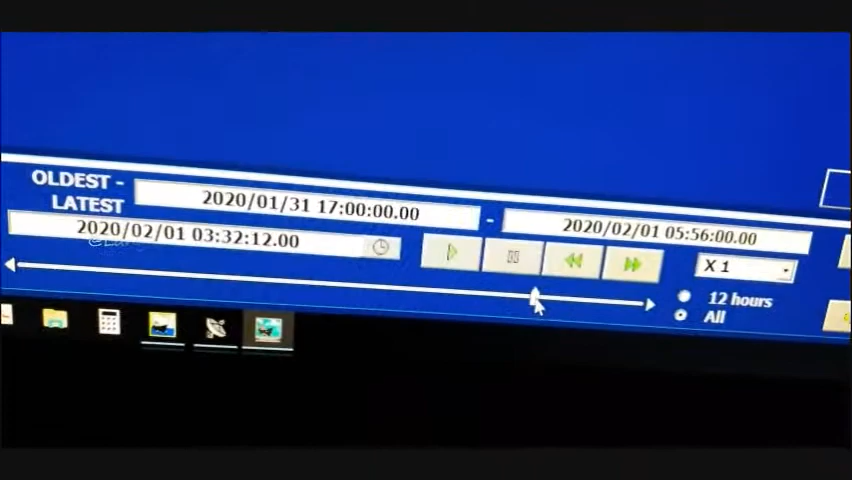 OLDEST - 2020/01/31 17:00:00.00 - 2020/02/01 05:56:00.00
LATEST
2020/02/01 03:32:12.00
X 1
12 hours
All